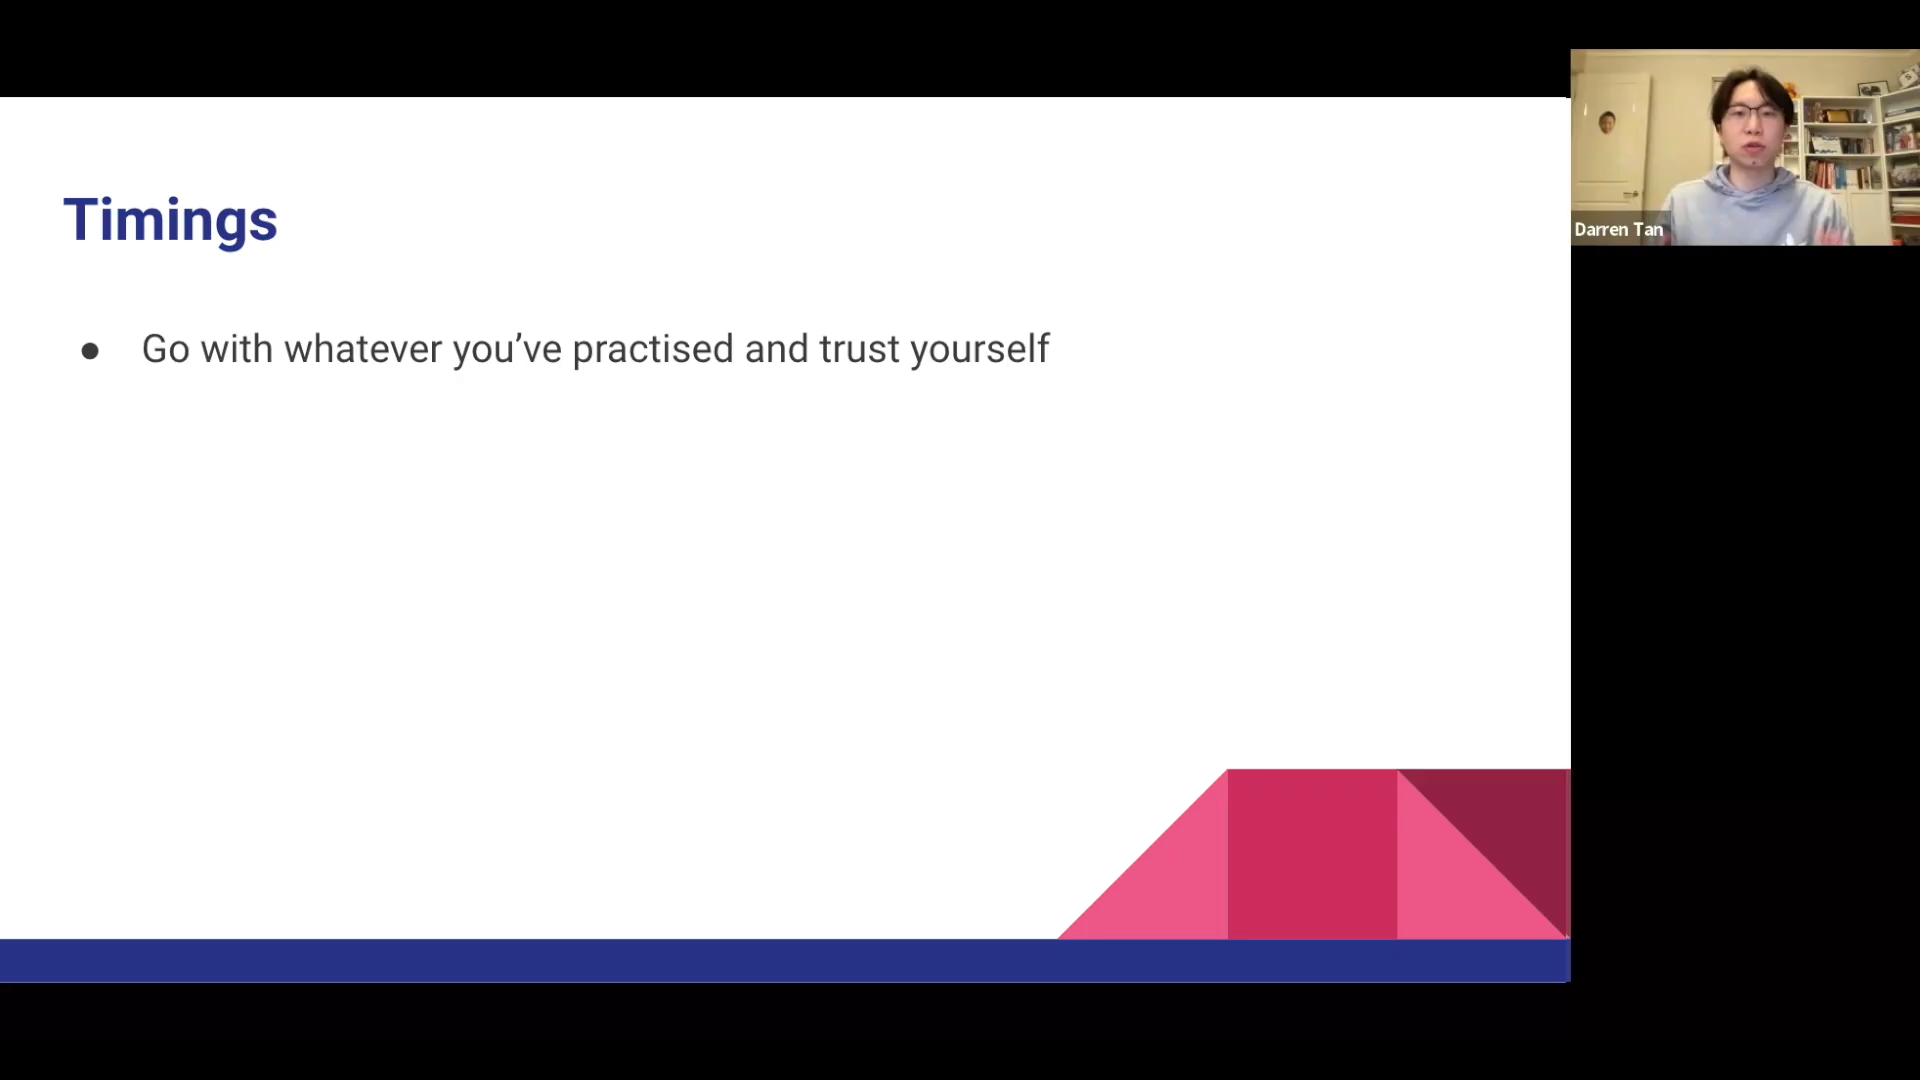 Timings
● Go with whatever you’ve practised and trust yourself
Darren Tan